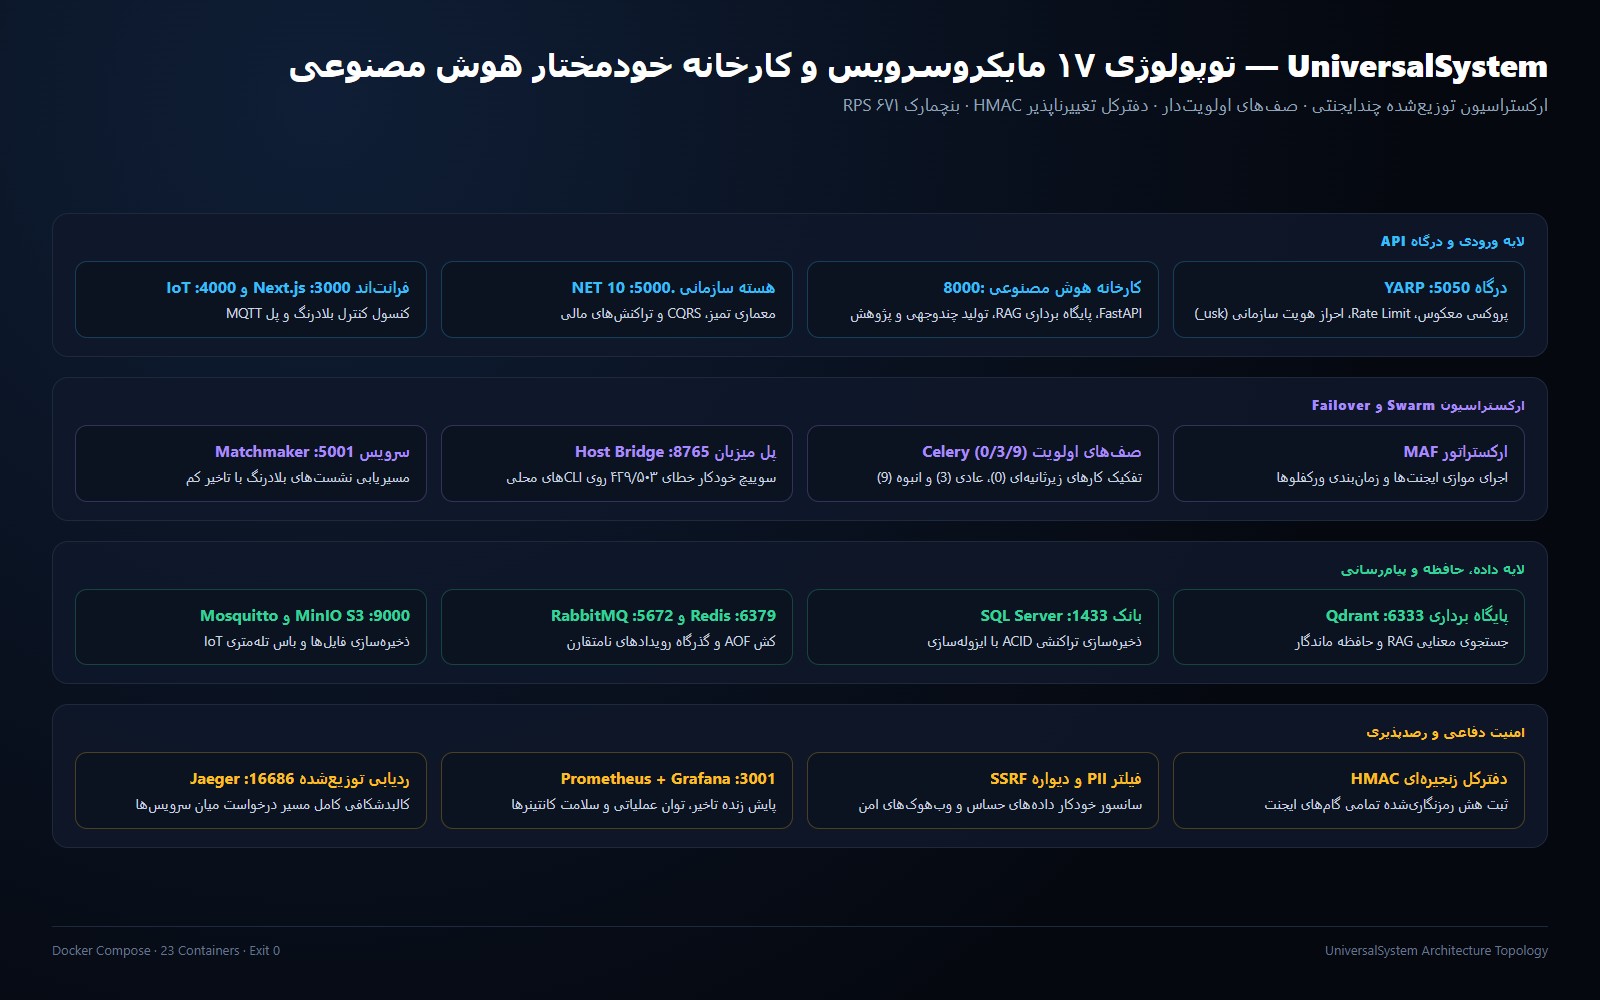 UniversalSystem — توپولوژی ۱۷ مایکروسرویس و کارخانه خودمختار هوش مصنوعی
ارکستراسیون توزیع‌شده چندایجنتی · صف‌های اولویت‌دار · دفترکل تغییرناپذیر HMAC · بنچمارک ۶۷۱ RPS
لایه ورودی و درگاه API
درگاه YARP :5050
پروکسی معکوس، Rate Limit، احراز هویت سازمانی (usk_)
کارخانه هوش مصنوعی :8000
FastAPI، پایگاه برداری RAG، تولید چندوجهی و پژوهش
هسته سازمانی .NET 10 :5000
معماری تمیز، CQRS و تراکنش‌های مالی
فرانت‌اند Next.js :3000 و IoT :4000
کنسول کنترل بلادرنگ و پل MQTT
ارکستراسیون Swarm و Failover
ارکستراتور MAF
اجرای موازی ایجنت‌ها و زمان‌بندی ورکفلوها
صف‌های اولویت Celery (0/3/9)
تفکیک کارهای زیرثانیه‌ای (0)، عادی (3) و انبوه (9)
پل میزبان Host Bridge :8765
سوییچ خودکار خطای ۴۲۹/۵۰۳ روی CLIهای محلی
سرویس Matchmaker :5001
مسیریابی نشست‌های بلادرنگ با تاخیر کم
لایه داده، حافظه و پیام‌رسانی
پایگاه برداری Qdrant :6333
جستجوی معنایی RAG و حافظه ماندگار
بانک SQL Server :1433
ذخیره‌سازی تراکنشی ACID با ایزوله‌سازی
Redis :6379 و RabbitMQ :5672
کش AOF و گذرگاه رویدادهای نامتقارن
MinIO S3 :9000 و Mosquitto
ذخیره‌سازی فایل‌ها و باس تله‌متری IoT
امنیت دفاعی و رصدپذیری
دفترکل زنجیره‌ای HMAC
ثبت هش رمزنگاری‌شده تمامی گام‌های ایجنت
فیلتر PII و دیواره SSRF
سانسور خودکار داده‌های حساس و وب‌هوک‌های امن
Prometheus + Grafana :3001
پایش زنده تاخیر، توان عملیاتی و سلامت کانتینرها
ردیابی توزیع‌شده Jaeger :16686
کالبدشکافی کامل مسیر درخواست میان سرویس‌ها
UniversalSystem Architecture Topology
Docker Compose · 23 Containers · Exit 0